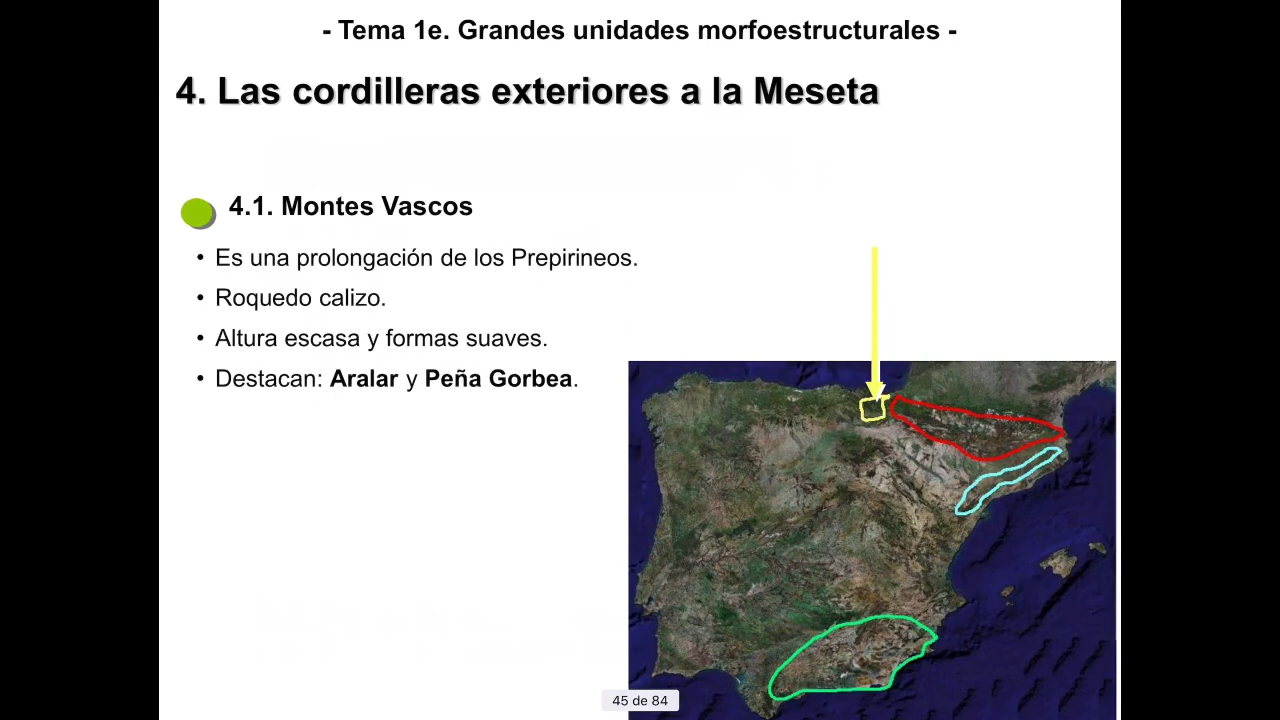 - Tema 1e. Grandes unidades morfoestructurales -
4. Las cordilleras exteriores a la Meseta
4.1. Montes Vascos
• Es una prolongación de los Prepirineos.
• Roquedo calizo.
• Altura escasa y formas suaves.
• Destacan: Aralar y Peña Gorbea.
45 de 84